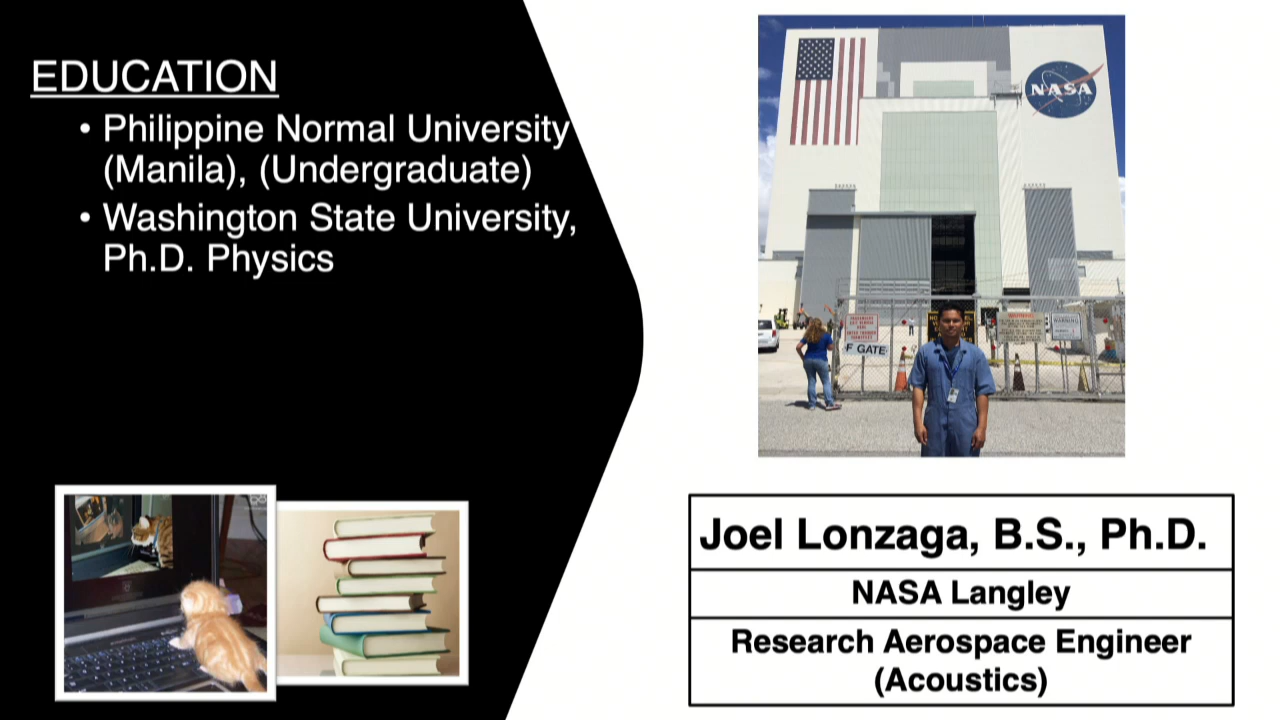 EDUCATION
• Philippine Normal University
(Manila), (Undergraduate)
• Washington State University,
Ph.D. Physics
NASA
F GATE
WARNING
Joel Lonzaga, B.S., Ph.D.
NASA Langley
Research Aerospace Engineer
(Acoustics)